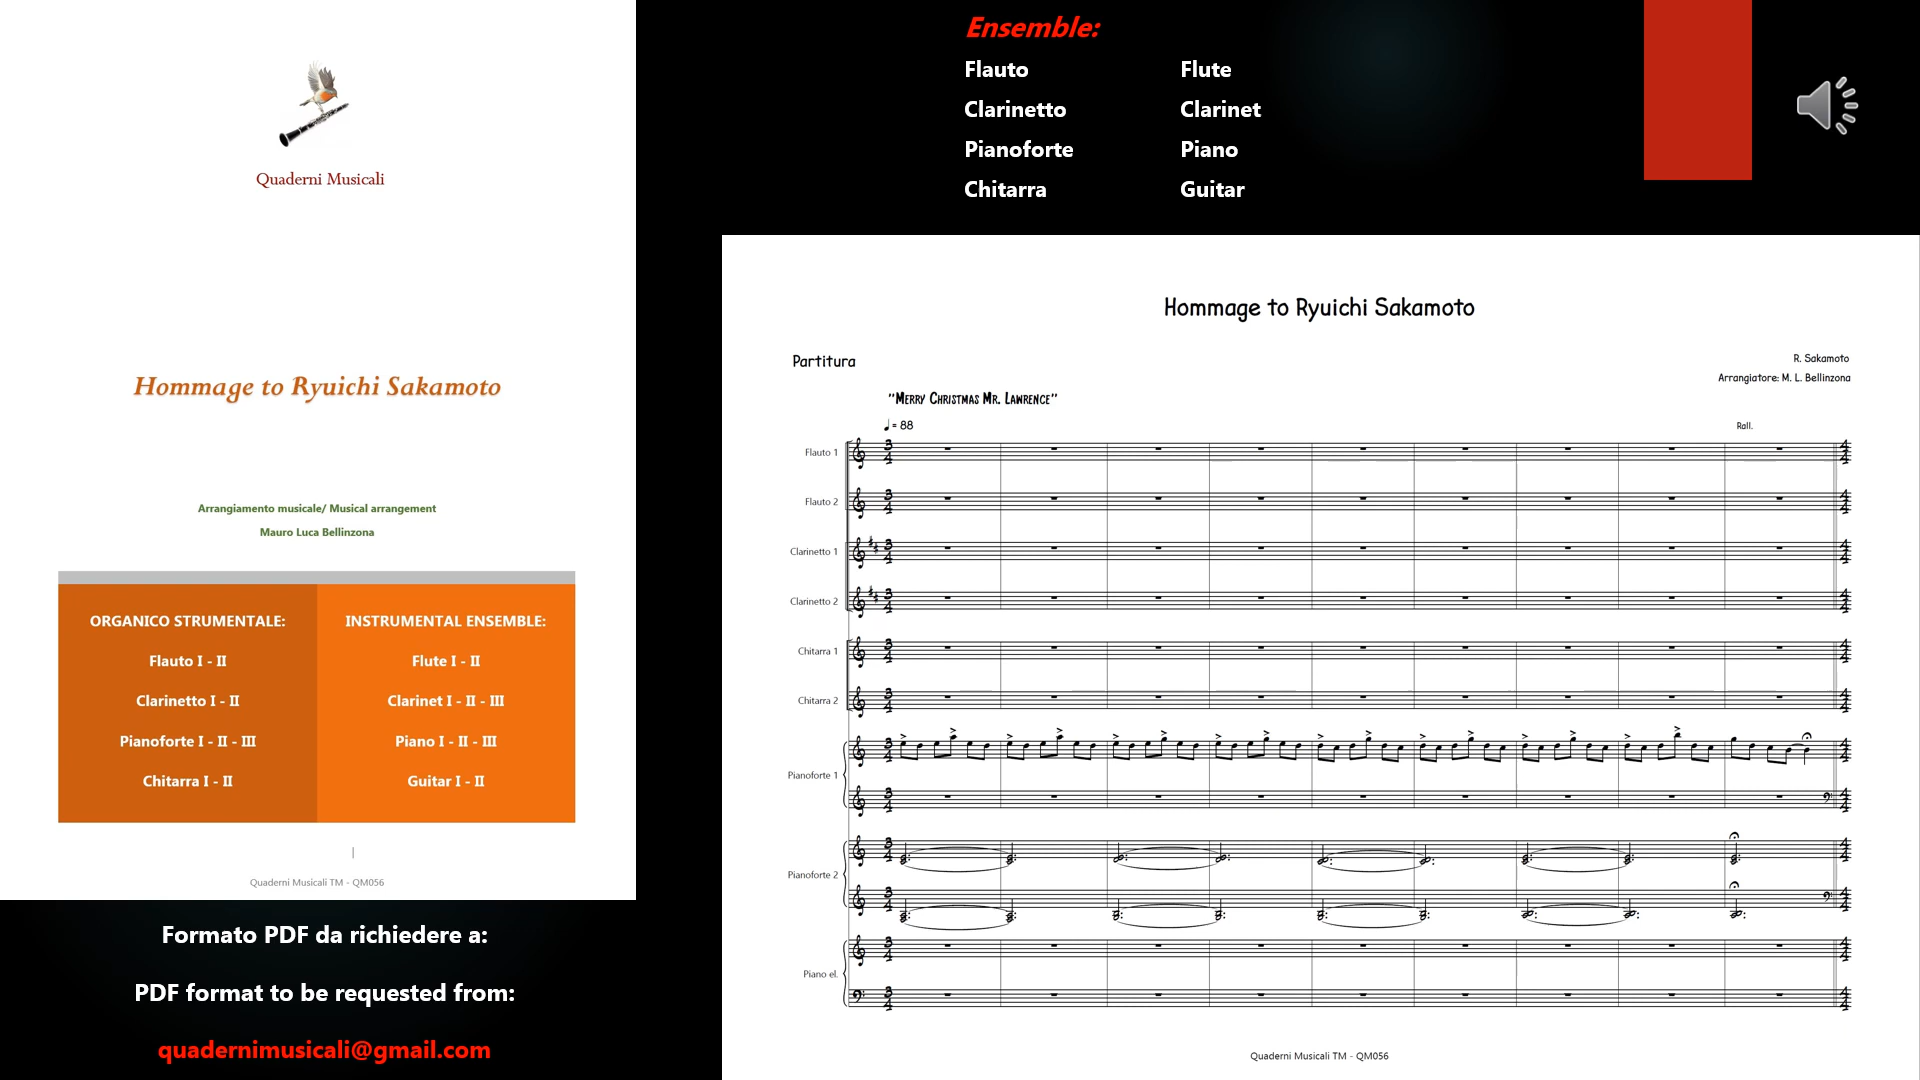 Quaderni Musicali
Hommage to Ryuichi Sakamoto
Arrangiamento musicale/ Musical arrangement
Mauro Luca Bellinzona
ORGANICO STRUMENTALE:
Flauto I - II
Clarinetto I - II
Pianoforte I - II - III
Chitarra I - II
INSTRUMENTAL ENSEMBLE:
Flute I - II
Clarinet I - II - III
Piano I - II - III
Guitar I - II
Quaderni Musicali TM - QM056
Formato PDF da richiedere a:
PDF format to be requested from:
quadernimusicali@gmail.com
Ensemble:
Flauto Flute
Clarinetto Clarinet
Pianoforte Piano
Chitarra Guitar
Hommage to Ryuichi Sakamoto
Partitura
R. Sakamoto
Arrangiatore: M. L. Bellinzona
"Merry Christmas Mr. Lawrence"
♩ = 88
Rall.
Flauto 1
Flauto 2
Clarinetto 1
Clarinetto 2
Chitarra 1
Chitarra 2
Pianoforte 1
Pianoforte 2
Piano el.
Quaderni Musicali TM - QM056